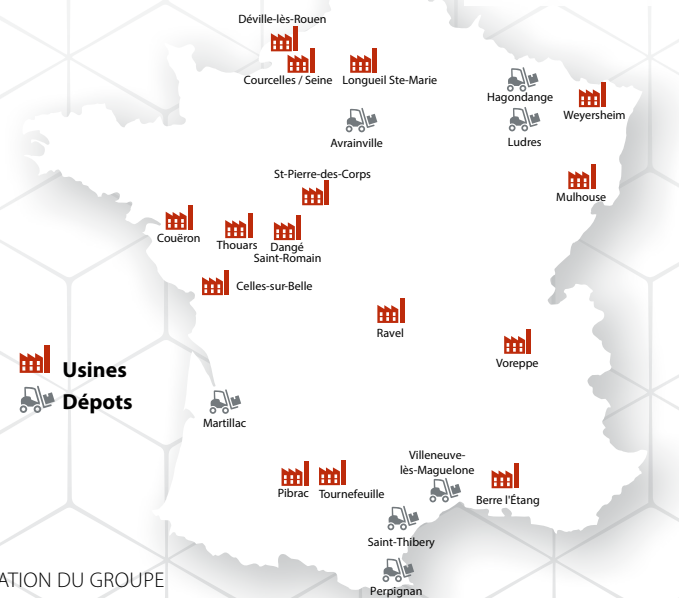 Déville-lès-Rouen
Courcelles / Seine
Longueil Ste-Marie
Hagondange
Weyersheim
Avrainville
Ludres
St-Pierre-des-Corps
Mulhouse
Couëron
Thouars
Dangé
Saint-Romain
Celles-sur-Belle
Ravel
Voreppe
Usines
Dépots
Martillac
Villeneuve-
lès-Maguelone
Pibrac
Tournefeuille
Berre l'Étang
Saint-Thibery
ATION DU GROUPE
Perpignan